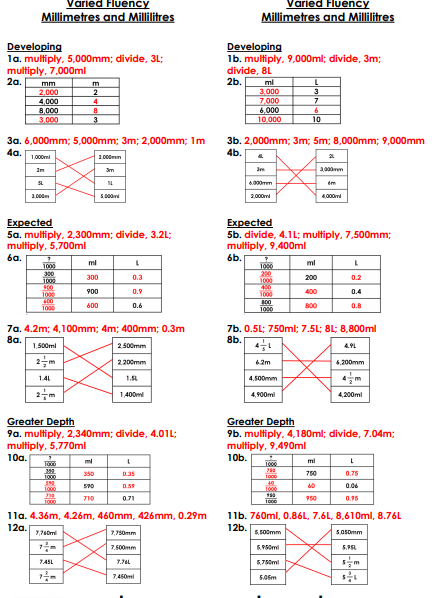 Varied Fluency
Millimetres and Millilitres
Developing
1a. multiply, 5,000mm; divide, 3L;
multiply, 7,000ml
2a.
mm m
2,000 2
4,000 4
8,000 8
3,000 3
3a. 6,000mm; 5,000mm; 3m; 2,000mm; 1m
4a.
1,000ml 2,000mm
2m 3m
5L 1L
3,000m 5,000ml
Expected
5a. multiply, 2,300mm; divide, 3.2L;
multiply, 5,700ml
6a.
?/1000 ml L
300/1000 300 0.3
900/1000 900 0.9
600/1000 600 0.6
7a. 4.2m; 4,100mm; 4m; 400mm; 0.3m
8a.
1,500ml 2,500mm
2 1/2 m 2,200mm
1.4L 1.5L
2 1/5 m 1,400ml
Greater Depth
9a. multiply, 2,340mm; divide, 4.01L;
multiply, 5,770ml
10a.
?/1000 ml L
350/1000 350 0.35
590/1000 590 0.59
710/1000 710 0.71
11a. 4.36m, 4.26m, 460mm, 426mm, 0.29m
12a.
7,760ml 7,750mm
7 3/4 m 7,500mm
7.45L 7.76L
7 2/4 m 7,450ml
Varied Fluency
Millimetres and Millilitres
Developing
1b. multiply, 9,000ml; divide, 3m;
divide, 8L
2b.
ml L
3,000 3
7,000 7
6,000 6
10,000 10
3b. 2,000mm; 3m; 5m; 8,000mm; 9,000mm
4b.
4L 2L
3m 3,000mm
6,000mm 6m
2,000ml 4,000ml
Expected
5b. divide, 4.1L; multiply, 7,500mm;
multiply, 9,400ml
6b.
?/1000 ml L
200/1000 200 0.2
400/1000 400 0.4
800/1000 800 0.8
7b. 0.5L; 750ml; 7.5L; 8L; 8,800ml
8b.
4 1/5 L 4.9L
6.2m 6,200mm
4,500mm 4 1/2 m
4,900ml 4,200ml
Greater Depth
9b. multiply, 4,180ml; divide, 7.04m;
multiply, 9,490ml
10b.
?/1000 ml L
750/1000 750 0.75
60/1000 60 0.06
950/1000 950 0.95
11b. 760ml, 0.86L, 7.6L, 8,610ml, 8.76L
12b.
5,500mm 5,050mm
5,950ml 5.95L
5,750ml 5 1/2 m
5.05m 5 3/4 L